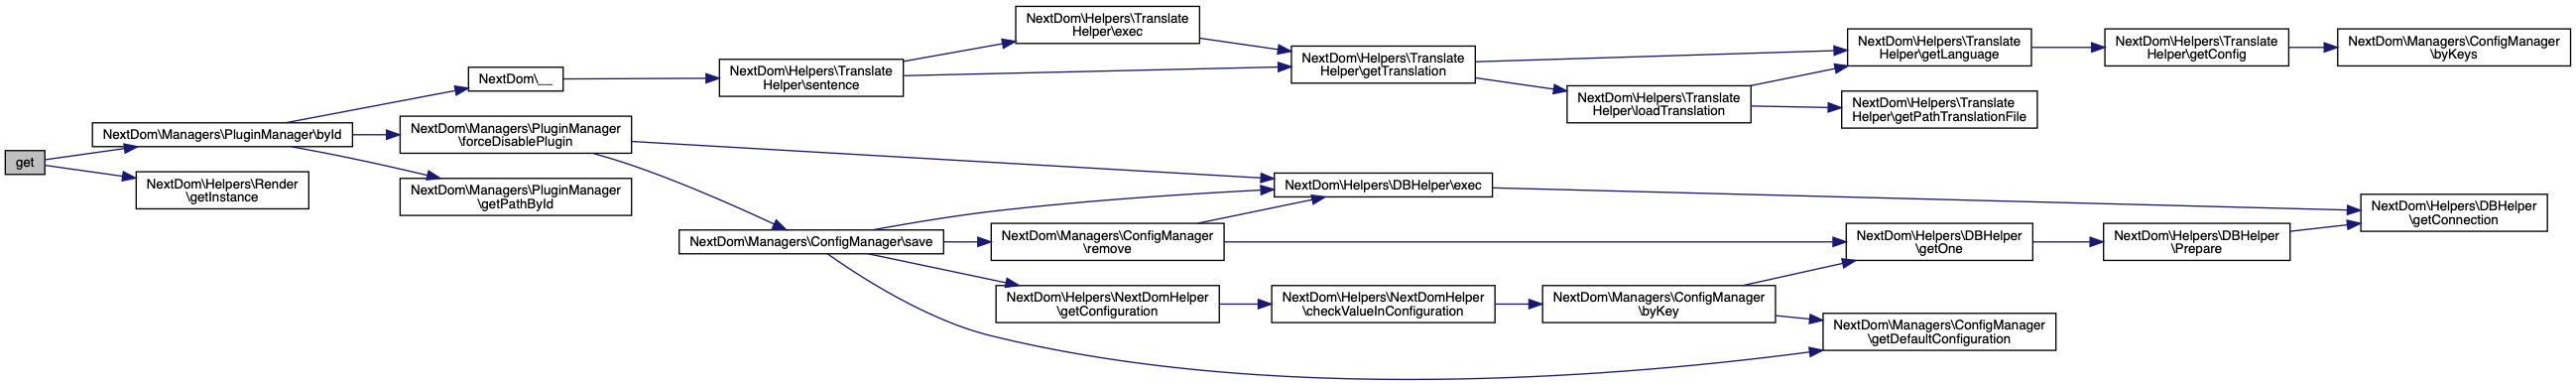 get
NextDom\Managers\PluginManager\byId
NextDom\Helpers\Render
\getInstance
NextDom\__
NextDom\Managers\PluginManager
\forceDisablePlugin
NextDom\Managers\PluginManager
\getPathById
NextDom\Helpers\Translate
Helper\sentence
NextDom\Managers\ConfigManager\save
NextDom\Helpers\Translate
Helper\exec
NextDom\Managers\ConfigManager
\remove
NextDom\Helpers\NextDomHelper
\getConfiguration
NextDom\Helpers\Translate
Helper\getTranslation
NextDom\Helpers\DBHelper\exec
NextDom\Helpers\NextDomHelper
\checkValueInConfiguration
NextDom\Helpers\Translate
Helper\loadTranslation
NextDom\Managers\ConfigManager
\byKey
NextDom\Helpers\Translate
Helper\getLanguage
NextDom\Helpers\Translate
Helper\getPathTranslationFile
NextDom\Helpers\DBHelper
\getOne
NextDom\Managers\ConfigManager
\getDefaultConfiguration
NextDom\Helpers\Translate
Helper\getConfig
NextDom\Helpers\DBHelper
\Prepare
NextDom\Managers\ConfigManager
\byKeys
NextDom\Helpers\DBHelper
\getConnection